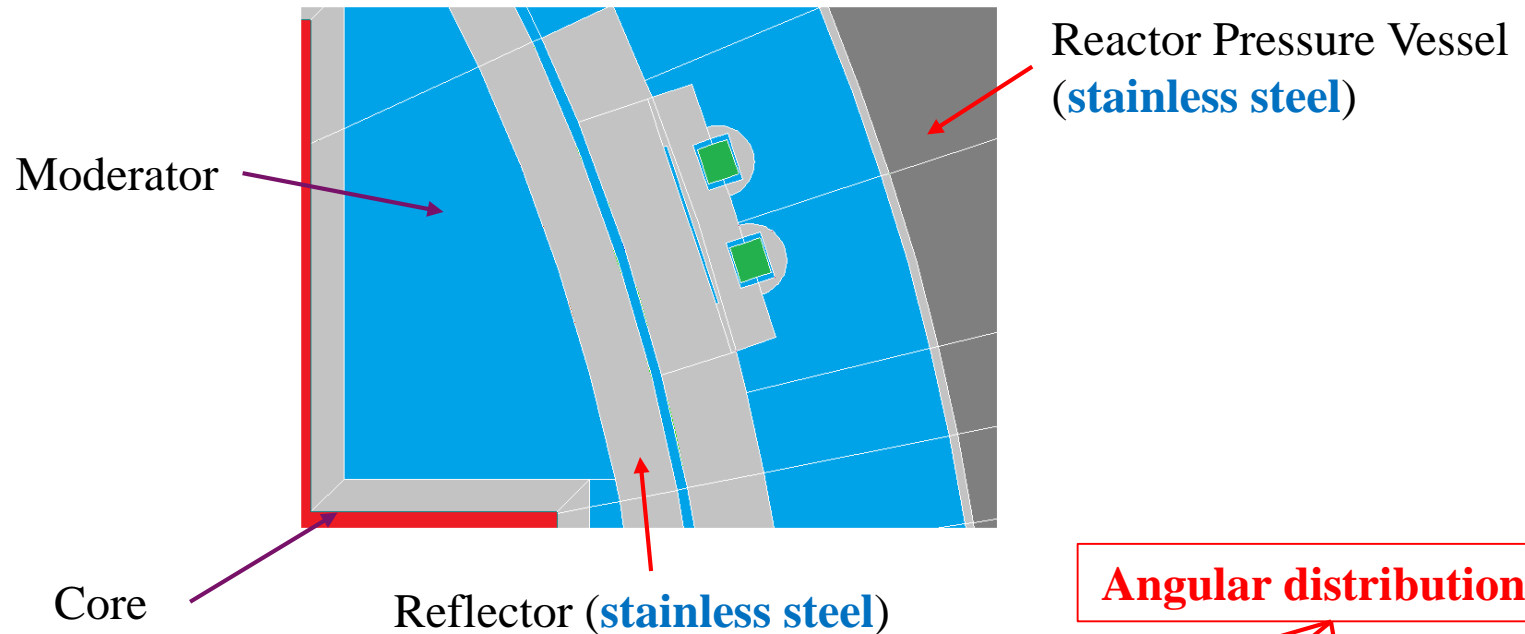 Reactor Pressure Vessel
(stainless steel)
Moderator
Core
Reflector (stainless steel)
Angular distribution